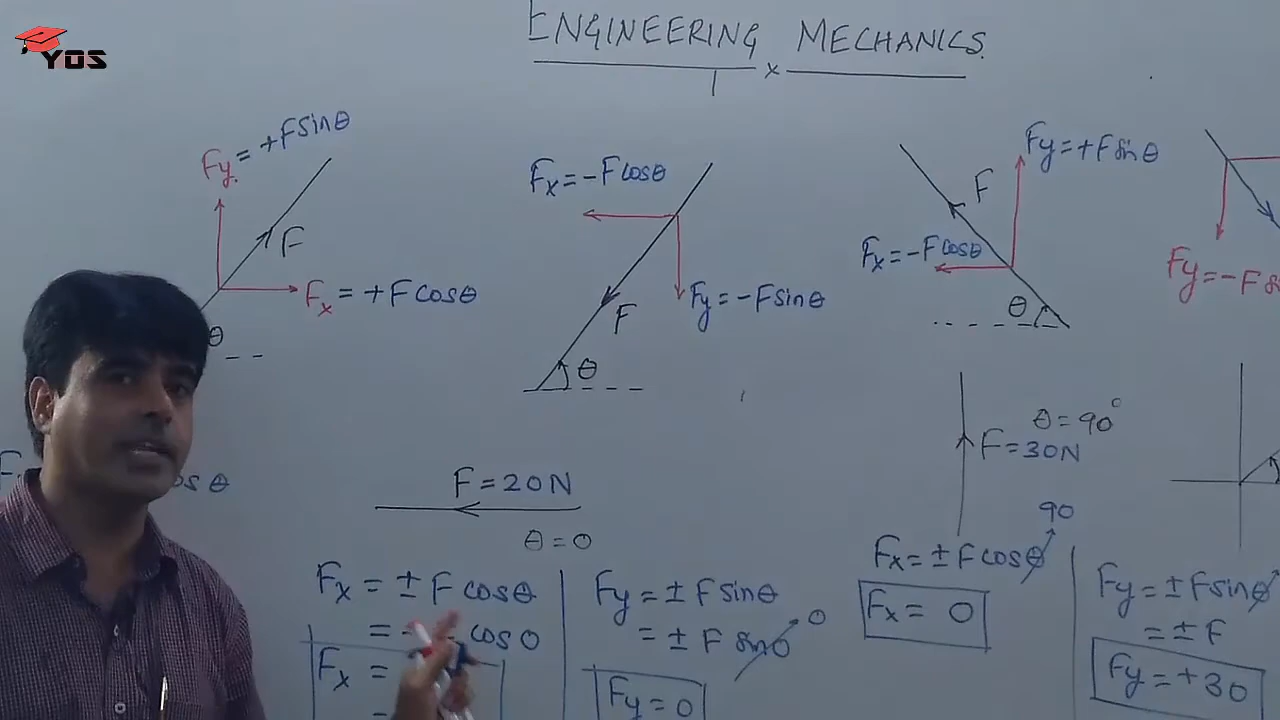 YOS
ENGINEERING MECHANICS.
Fy. = +Fsinθ
F
Fx = +Fcosθ
θ
Fx = -Fcosθ
F
Fy = -Fsinθ
θ
Fy = +Fsinθ
F
Fx = -Fcosθ
θ
Fy = -F
F = 20N
θ = 0
Fx = ± Fcosθ
cos0
Fx =
Fy = ± Fsinθ
= ± F sin0 0
Fy = 0
θ = 90°
F = 30N
90
Fx = ± Fcosθ
Fx = 0
Fy = ± Fsinθ
= ± F
Fy = +30